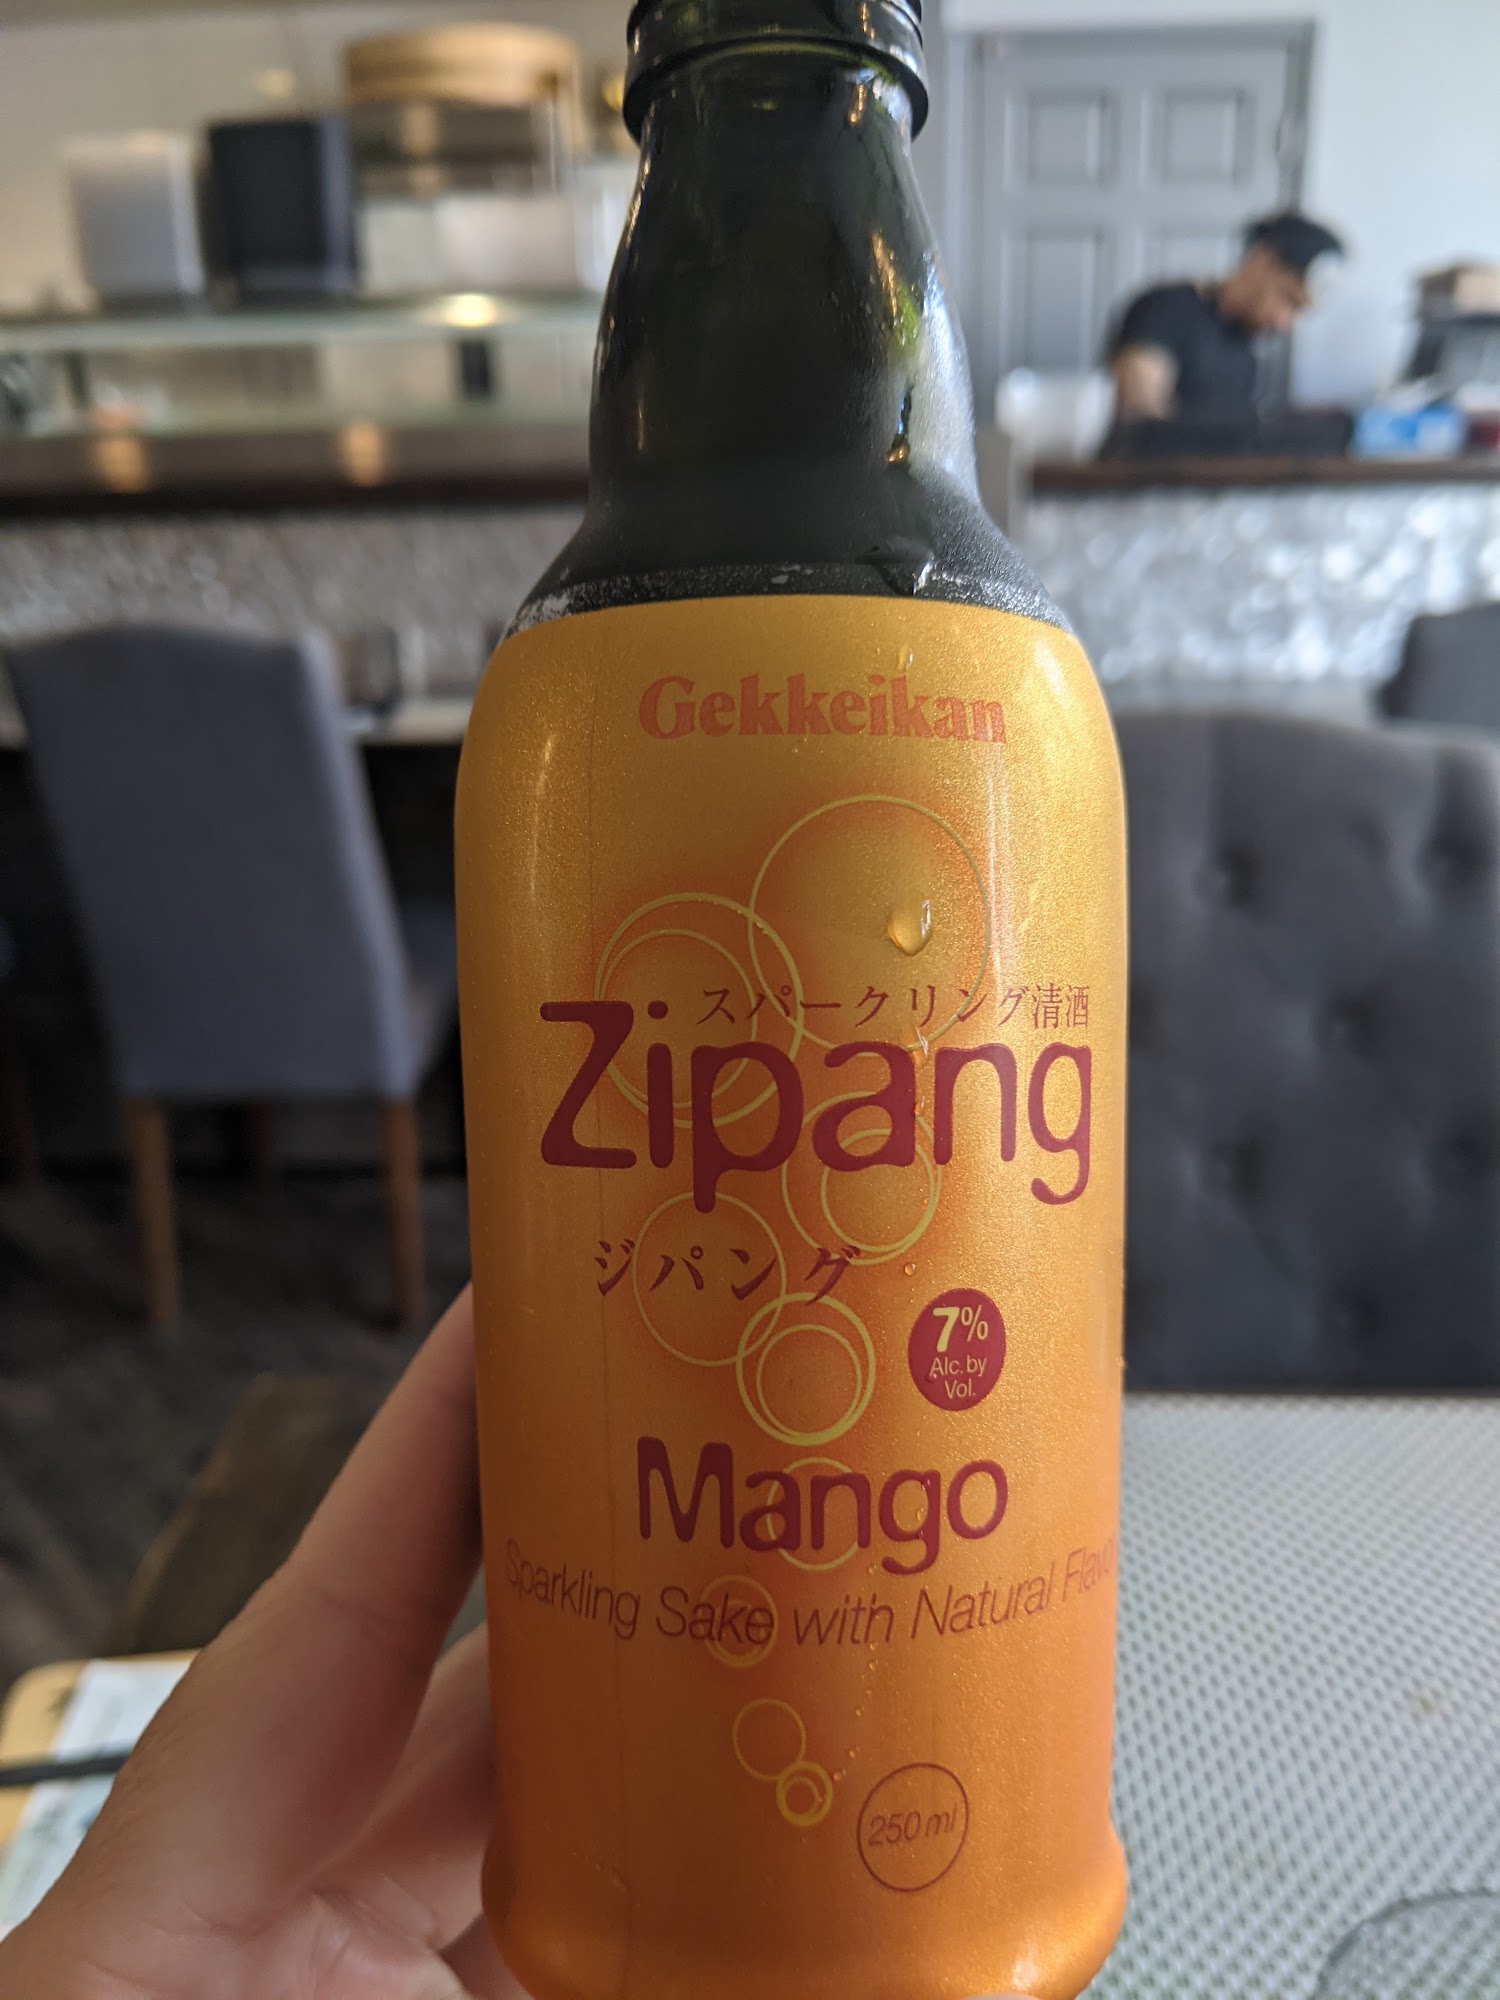 Gekkeikan
スパークリング清酒
Zipang
ジパング
7%
Alc. by
Vol.
Mango
Sparkling Sake with Natural
250 ml